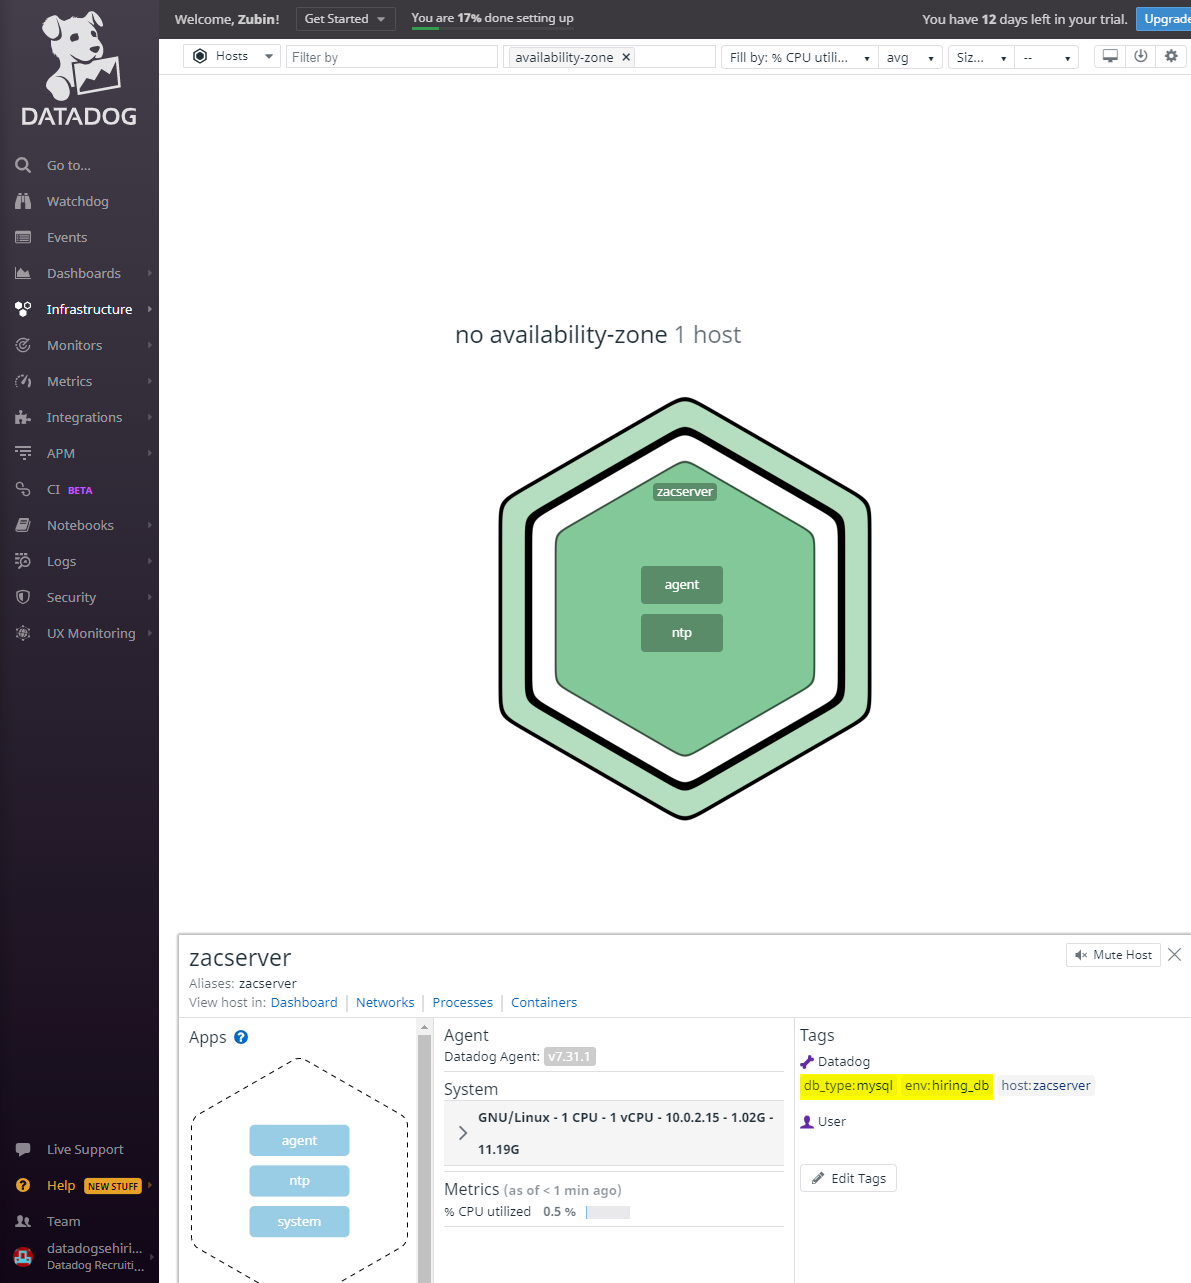 DATADOG
Go to...
Watchdog
Events
Dashboards
Infrastructure
Monitors
Metrics
Integrations
APM
CI BETA
Notebooks
Logs
Security
UX Monitoring
Live Support
Help NEW STUFF
Team
datadogsehiri...
Datadog Recruiti...
Welcome, Zubin! Get Started You are 17% done setting up You have 12 days left in your trial. Upgrade
Hosts Filter by availability-zone × Fill by: % CPU utili... avg Siz... --
no availability-zone 1 host
zacserver
agent
ntp
zacserver Mute Host
Aliases: zacserver
View host in: Dashboard Networks Processes Containers
Apps ?
agent
ntp
system
Agent
Datadog Agent: v7.31.1
System
GNU/Linux - 1 CPU - 1 vCPU - 10.0.2.15 - 1.02G -
11.19G
Metrics (as of < 1 min ago)
% CPU utilized 0.5 %
Tags
Datadog
db_type:mysql env:hiring_db host:zacserver
User
Edit Tags